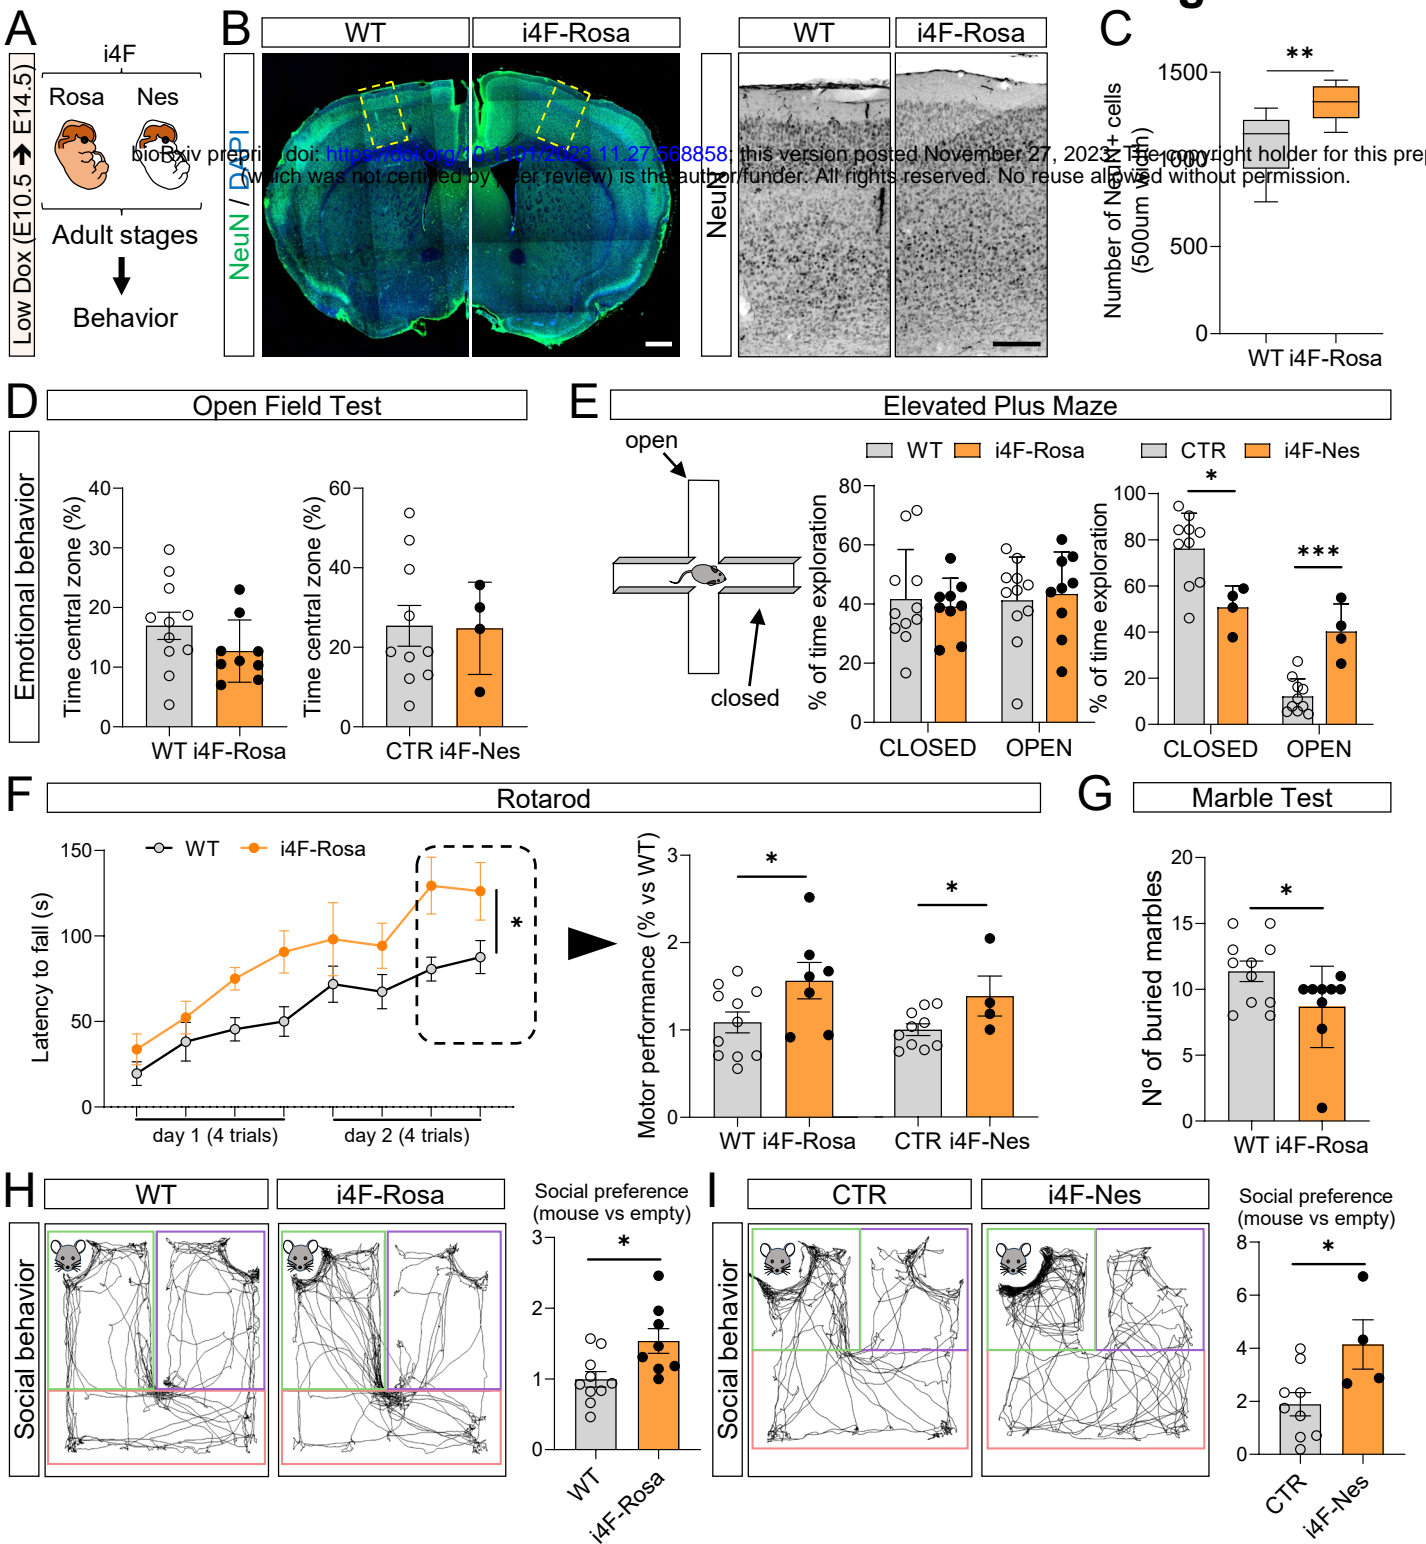 A
i4F
Rosa Nes
Low Dox (E10.5 → E14.5)
Adult stages
Behavior
B
WT i4F-Rosa
NeuN / DAPI
WT i4F-Rosa
NeuN
bioRxiv preprint doi: https://doi.org/10.1101/2023.11.27.568858; this version posted November 27, 2023. The copyright holder for this prep
(which was not certified by peer review) is the author/funder. All rights reserved. No reuse allowed without permission.
C
Number of NeuN+ cells
(500um width)
**
1500
1000
500
0
WT i4F-Rosa
D
Open Field Test
Emotional behavior
Time central zone (%)
40
30
20
10
0
WT i4F-Rosa
Time central zone (%)
60
40
20
0
CTR i4F-Nes
E
Elevated Plus Maze
open
closed
WT i4F-Rosa
% of time exploration
80
60
40
20
0
CLOSED OPEN
CTR i4F-Nes
% of time exploration
* ***
100
80
60
40
20
0
CLOSED OPEN
F
Rotarod
WT i4F-Rosa
Latency to fall (s)
150
100
50
0
*
day 1 (4 trials) day 2 (4 trials)
Motor performance (% vs WT)
3
2
1
0
* *
WT i4F-Rosa CTR i4F-Nes
G
Marble Test
Nº of buried marbles
20
15
10
5
0
*
WT i4F-Rosa
H
WT i4F-Rosa
Social behavior
Social preference
(mouse vs empty)
3
2
1
0
*
WT
i4F-Rosa
I
CTR i4F-Nes
Social behavior
Social preference
(mouse vs empty)
8
6
4
2
0
*
CTR
i4F-Nes